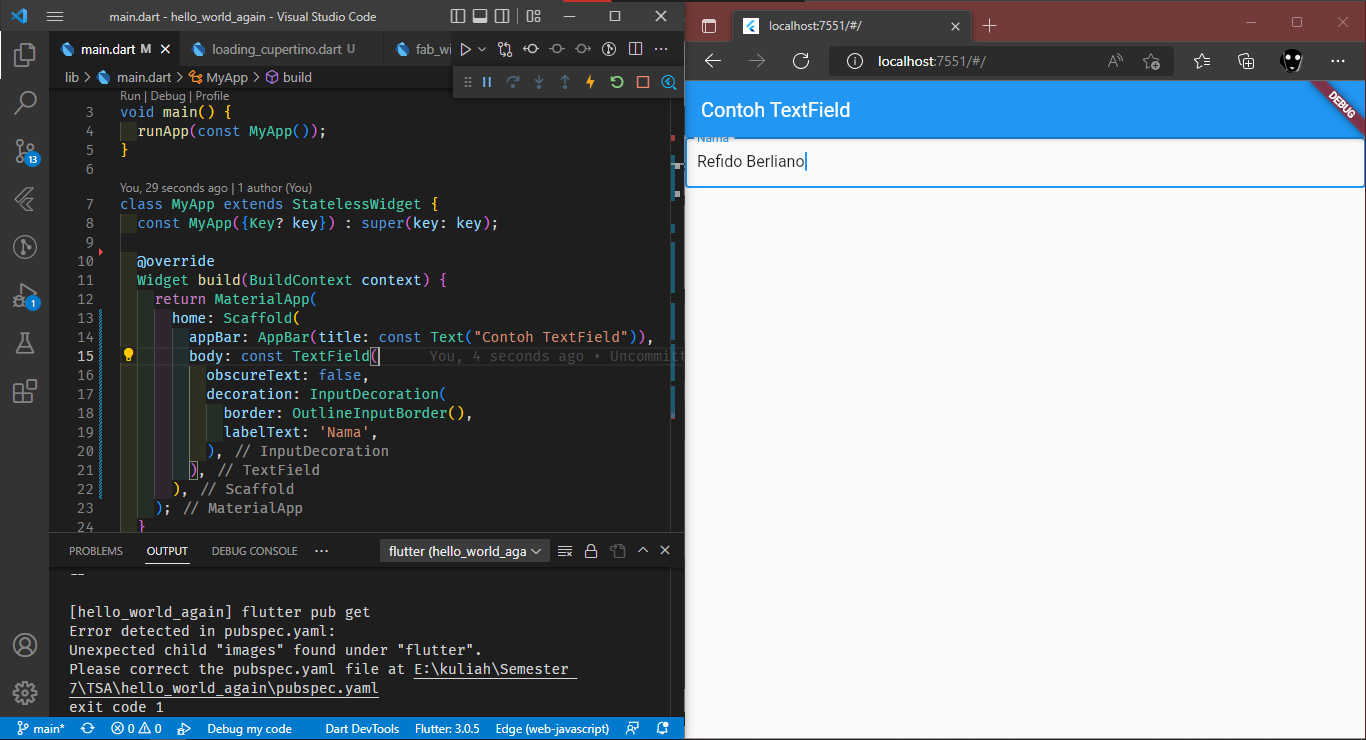 main.dart - hello_world_again - Visual Studio Code
main.dart M
loading_cupertino.dart U
fab_wi
lib > main.dart > MyApp > build
Run | Debug | Profile
3 void main() {
4 runApp(const MyApp());
5 }
6
You, 29 seconds ago | 1 author (You)
7 class MyApp extends StatelessWidget {
8 const MyApp({Key? key}) : super(key: key);
9
10 @override
11 Widget build(BuildContext context) {
12 return MaterialApp(
13 home: Scaffold(
14 appBar: AppBar(title: const Text("Contoh TextField")),
15 body: const TextField( You, 4 seconds ago • Uncommitt
16 obscureText: false,
17 decoration: InputDecoration(
18 border: OutlineInputBorder(),
19 labelText: 'Nama',
20 ), // InputDecoration
21 ), // TextField
22 ), // Scaffold
23 ); // MaterialApp
24 }
13
1
PROBLEMS OUTPUT DEBUG CONSOLE ···
flutter (hello_world_aga
--
[hello_world_again] flutter pub get
Error detected in pubspec.yaml:
Unexpected child "images" found under "flutter".
Please correct the pubspec.yaml file at E:\kuliah\Semester
7\TSA\hello_world_again\pubspec.yaml
exit code 1
main* 0 0 Debug my code Dart DevTools Flutter: 3.0.5 Edge (web-javascript)
localhost:7551/#/
localhost:7551/#/
Contoh TextField
DEBUG
Nama
Refido Berliano